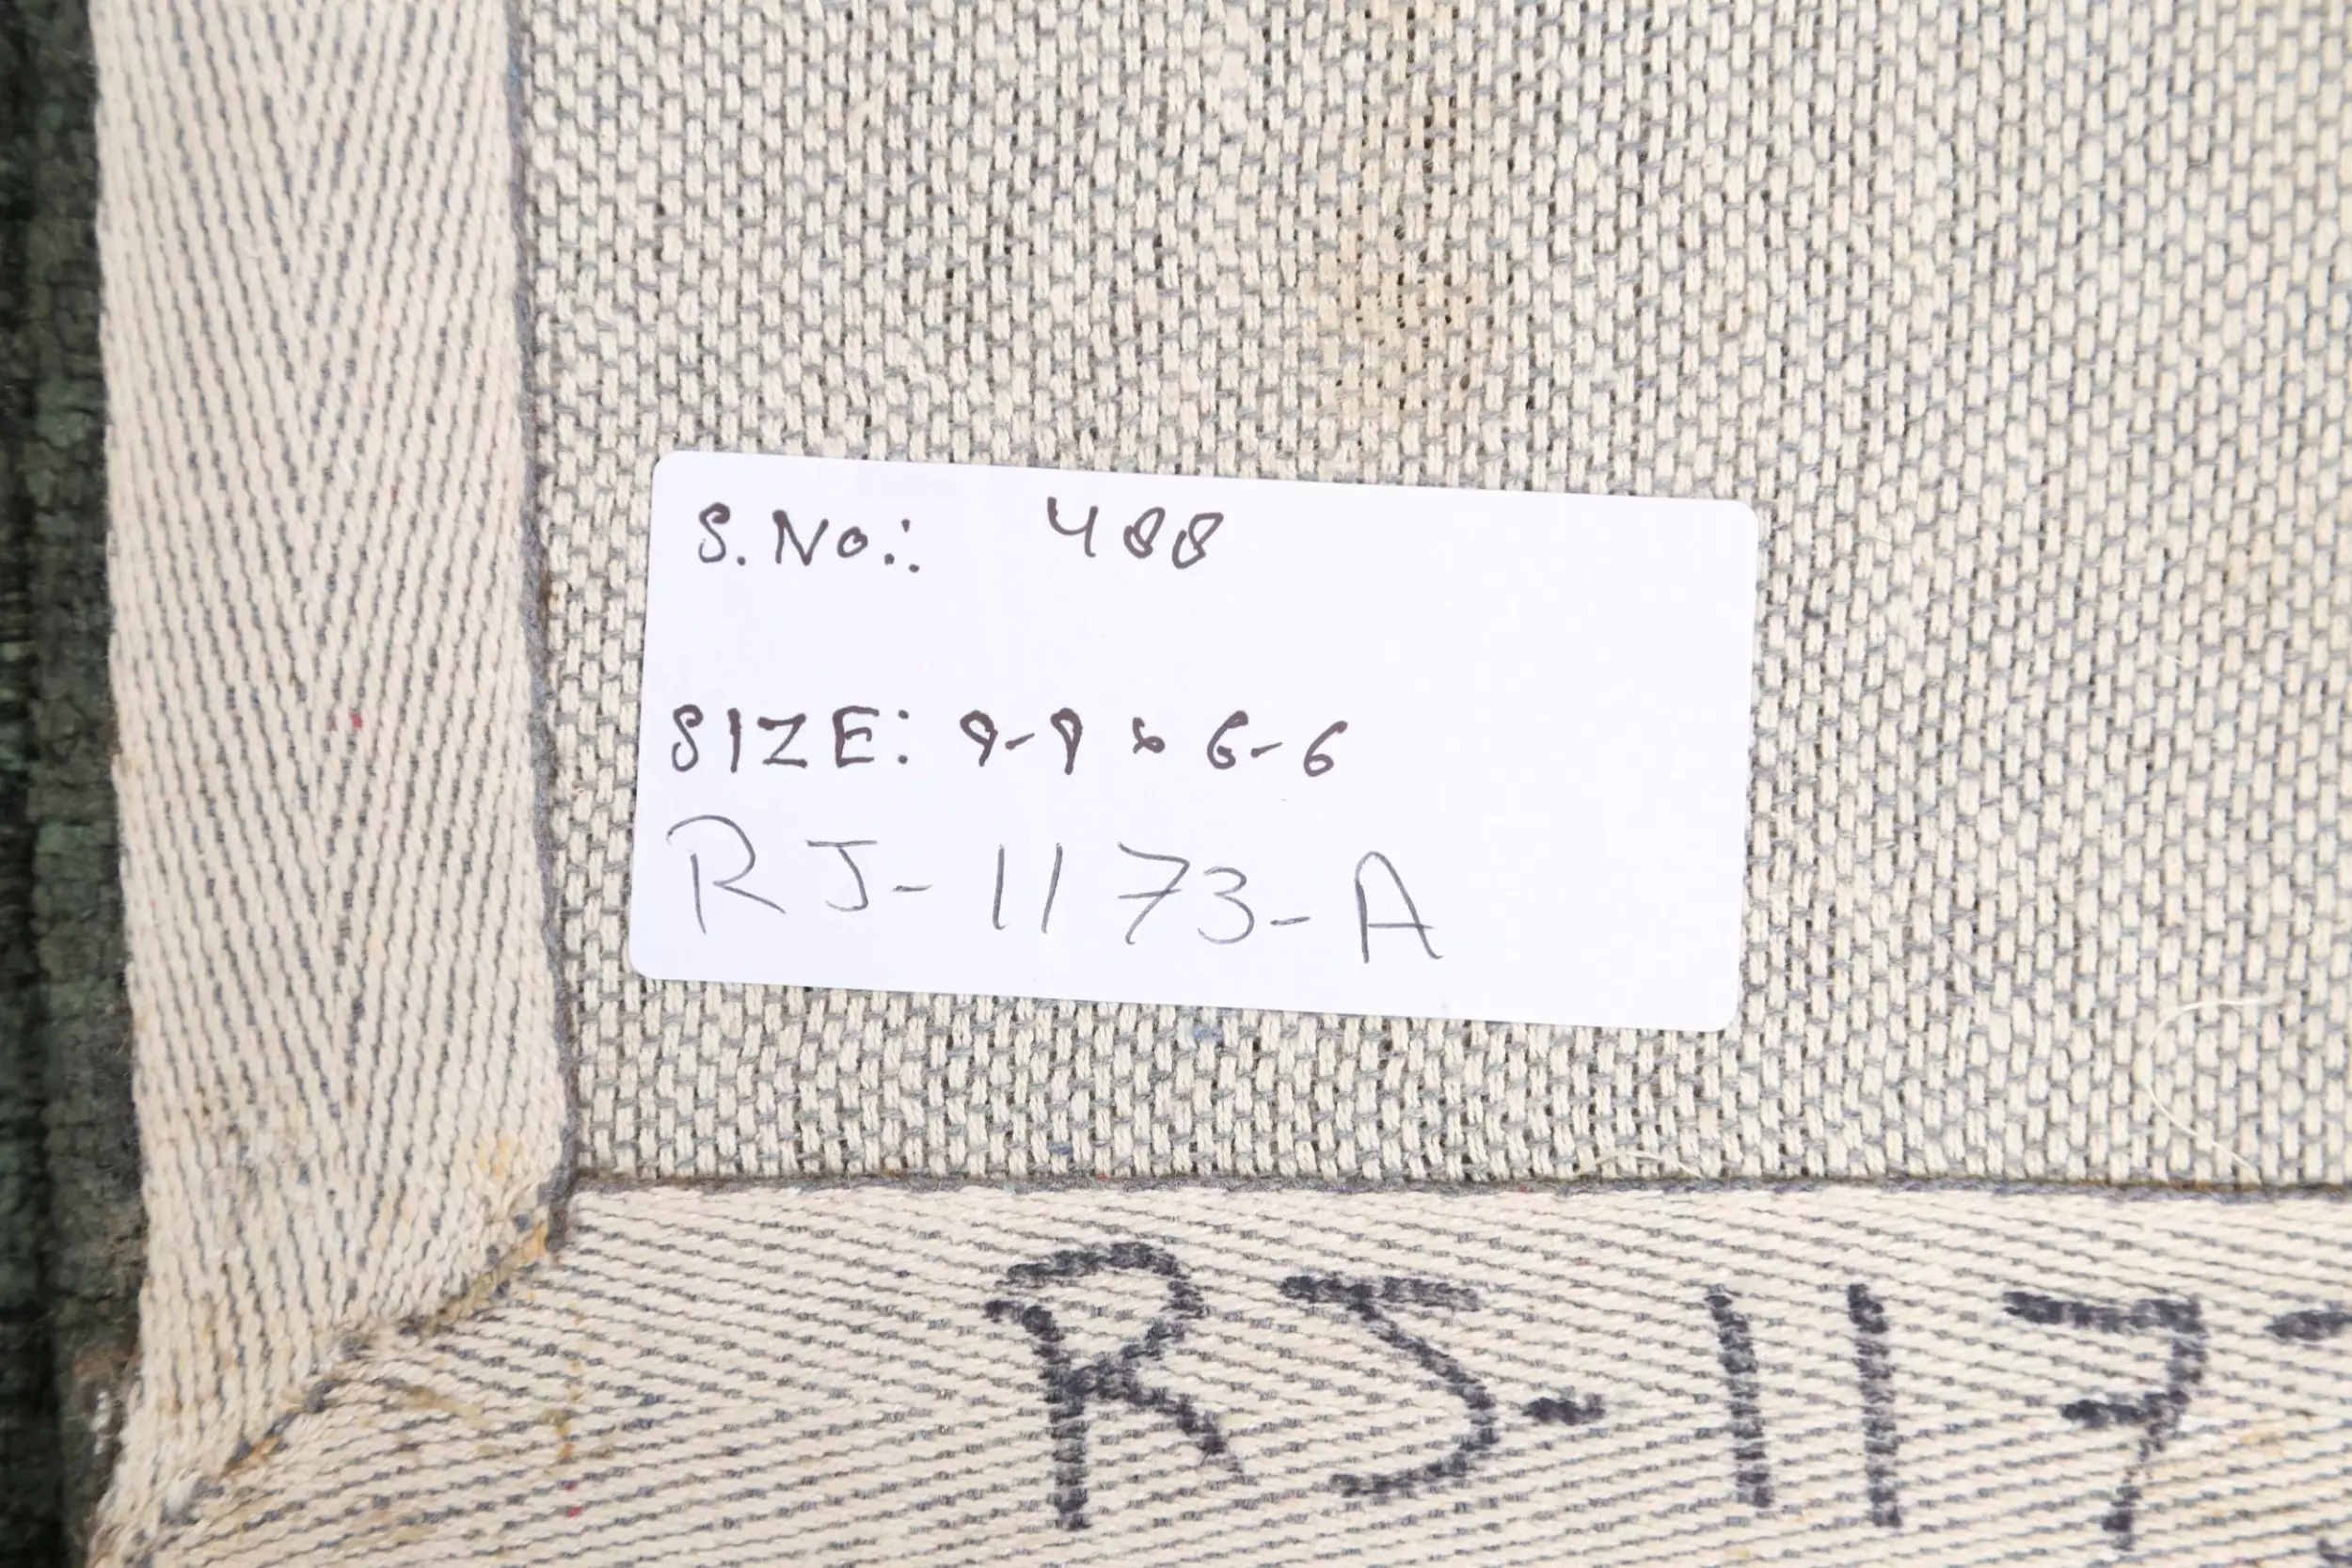 S.No.: 488
SIZE: 9-9 x 6-6
RJ-1173-A
RJ-117